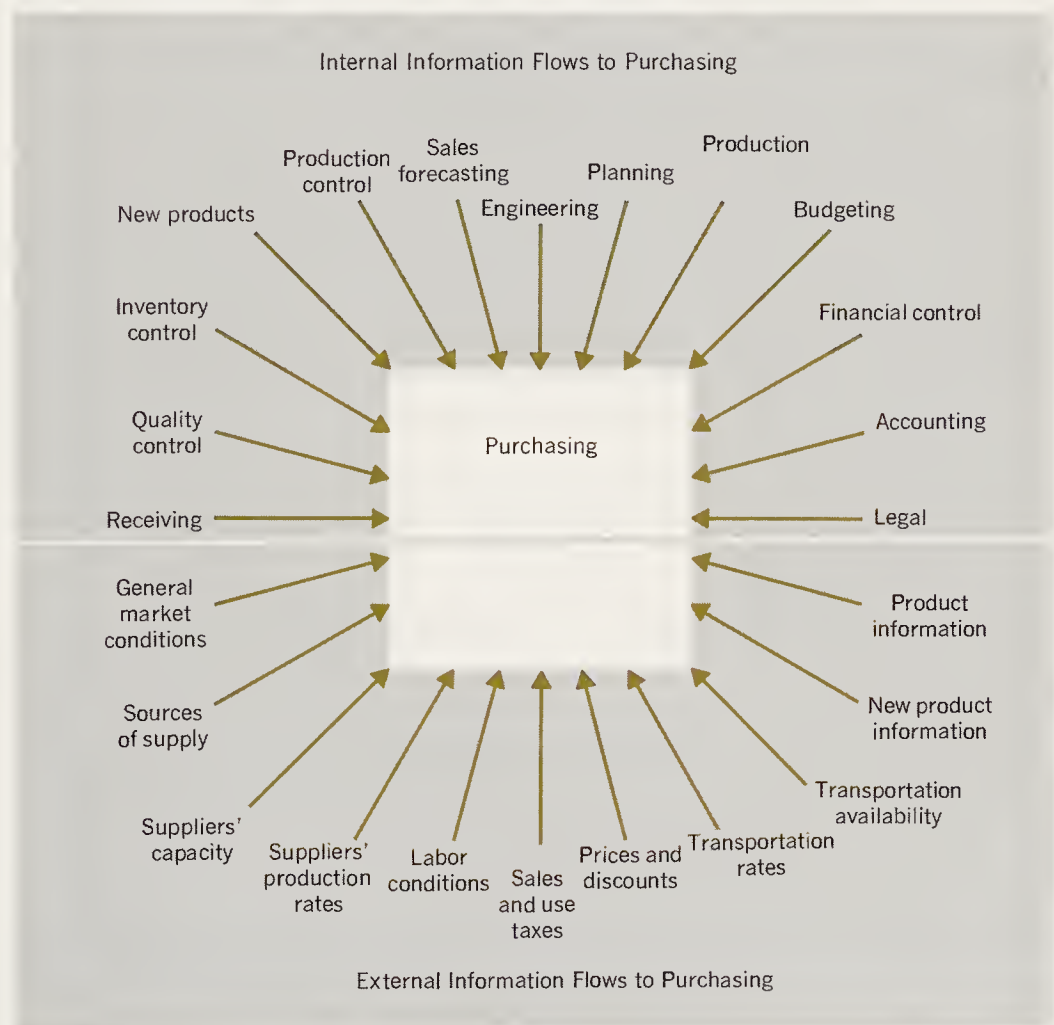 Internal Information Flows to Purchasing
Production
control
Sales
forecasting
Engineering
Planning
Production
New products
Budgeting
Inventory
control
Financial control
Quality
control
Purchasing
Accounting
Receiving
Legal
General
market
conditions
Product
information
Sources
of supply
New product
information
Suppliers'
capacity
Suppliers'
production
rates
Labor
conditions
Sales
and use
taxes
Prices and
discounts
Transportation
rates
Transportation
availability
External Information Flows to Purchasing